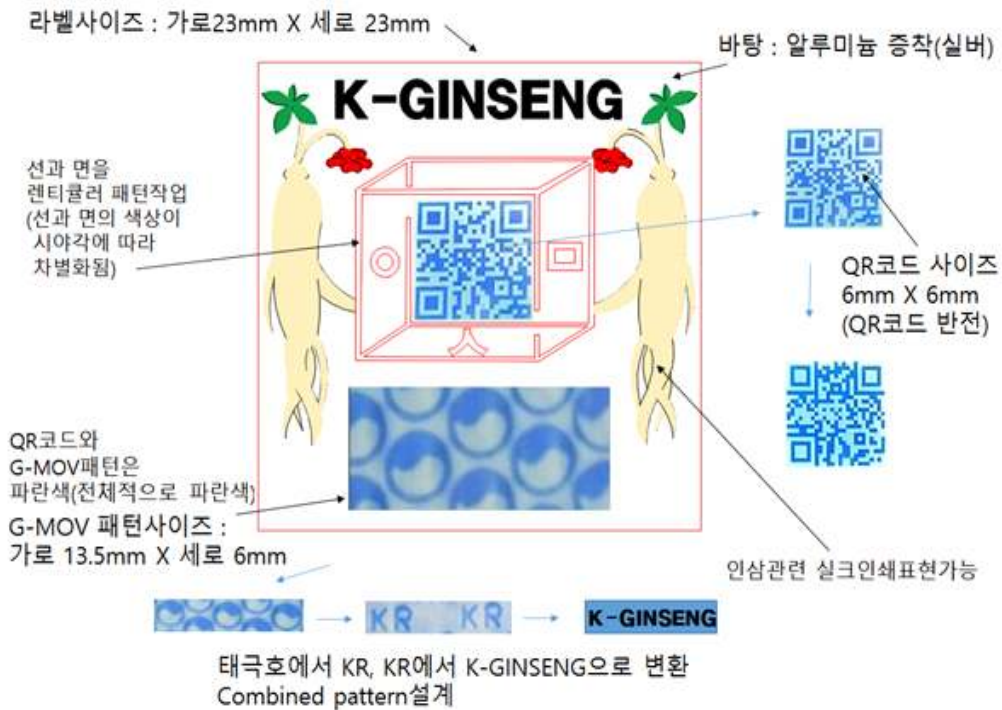 라벨사이즈 : 가로23mm X 세로 23mm
바탕 : 알루미늄 증착(실버)
K-GINSENG
선과 면을
렌티큘러 패턴작업
(선과 면의 색상이
시야각에 따라
차별화됨)
QR코드 사이즈
6mm X 6mm
(QR코드 반전)
QR코드와
G-MOV패턴은
파란색(전체적으로 파란색)
G-MOV 패턴사이즈 :
가로 13.5mm X 세로 6mm
인삼관련 실크인쇄표현가능
KR KR
K-GINSENG
태극호에서 KR, KR에서 K-GINSENG으로 변환
Combined pattern설계